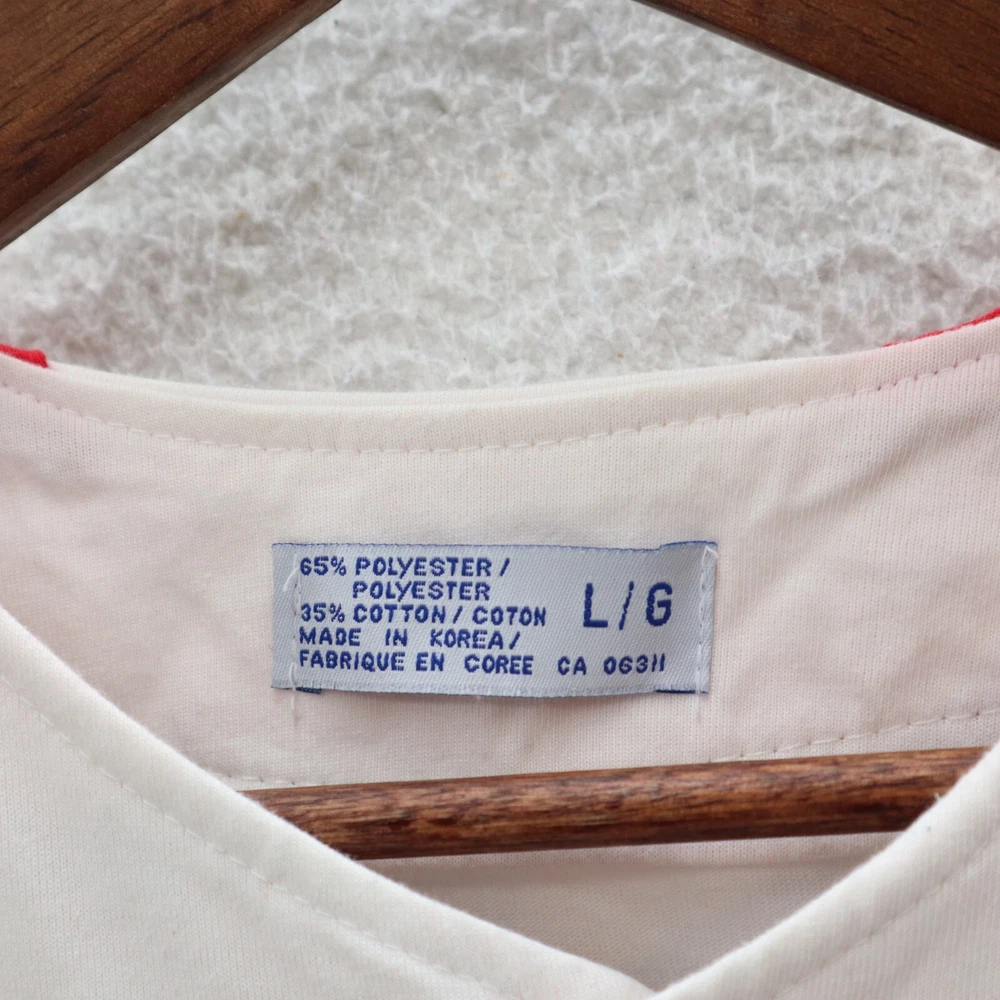 65% POLYESTER /
POLYESTER
35% COTTON / COTON
MADE IN KOREA /
FABRIQUE EN COREE CA 06311
L/G